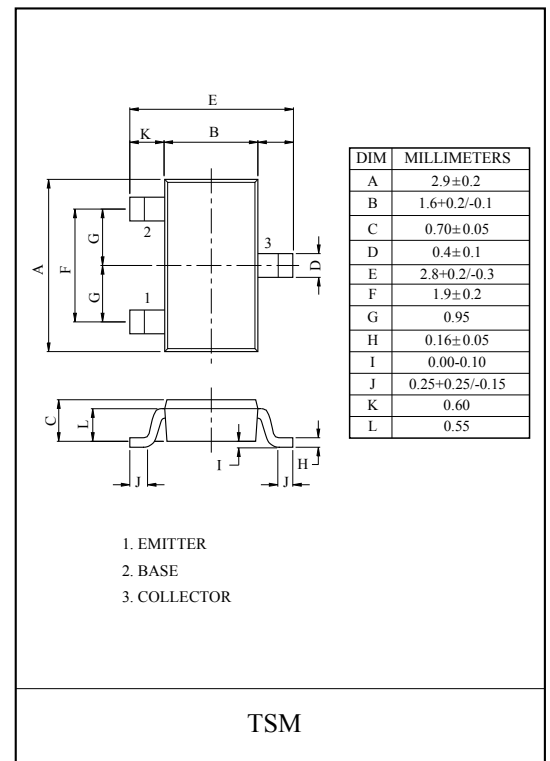 E
K
B
A
F
G
G
2
1
3
D
C
L
J
I
H
J
DIM MILLIMETERS
A 2.9±0.2
B 1.6+0.2/-0.1
C 0.70±0.05
D 0.4±0.1
E 2.8+0.2/-0.3
F 1.9±0.2
G 0.95
H 0.16±0.05
I 0.00-0.10
J 0.25+0.25/-0.15
K 0.60
L 0.55
1. EMITTER
2. BASE
3. COLLECTOR
TSM